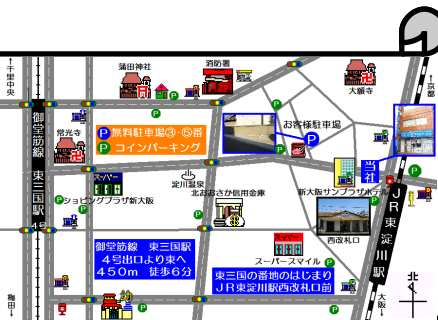 ↑千里中央
蒲田神社
消防署
大願寺
↑京都
御堂筋線 東三国駅
4号
常光寺
P 無料駐車場③・⑤番
P コインパーキング
お客様駐車場
P
スーパー
ショッピングプラザ新大阪
淀川温泉
北おおさか信用金庫
新大阪サンプラザホテル
当社
JR東淀川駅
西改札口
御堂筋線 東三国駅
4号出口より東へ
450m 徒歩6分
スーパー
スーパースマイル
東三国の番地のはじまり
JR東淀川駅西改札口前
北
梅田↓
大阪↓